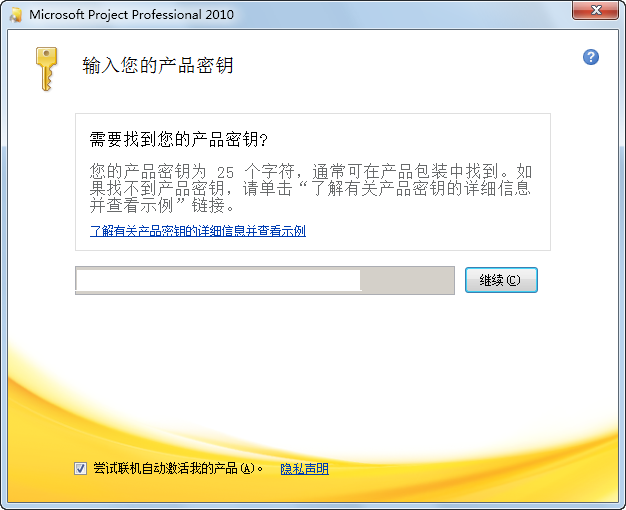 Microsoft Project Professional 2010
输入您的产品密钥
需要找到您的产品密钥?
您的产品密钥为 25 个字符，通常可在产品包装中找到。如
果找不到产品密钥，请单击“了解有关产品密钥的详细信息
并查看示例”链接。
了解有关产品密钥的详细信息并查看示例
继续(C)
尝试联机自动激活我的产品(A)。 隐私声明